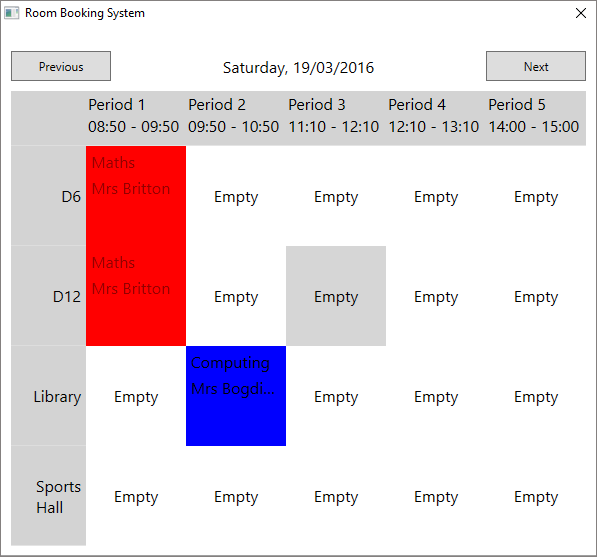 Room Booking System
Previous
Saturday, 19/03/2016
Next
Period 1 Period 2 Period 3 Period 4 Period 5
08:50 - 09:50 09:50 - 10:50 11:10 - 12:10 12:10 - 13:10 14:00 - 15:00
Maths
Mrs Britton
D6 Empty Empty Empty Empty
Maths
Mrs Britton
D12 Empty Empty Empty Empty
Computing
Mrs Bogdi...
Library Empty Empty Empty Empty
Sports
Hall
Empty Empty Empty Empty Empty